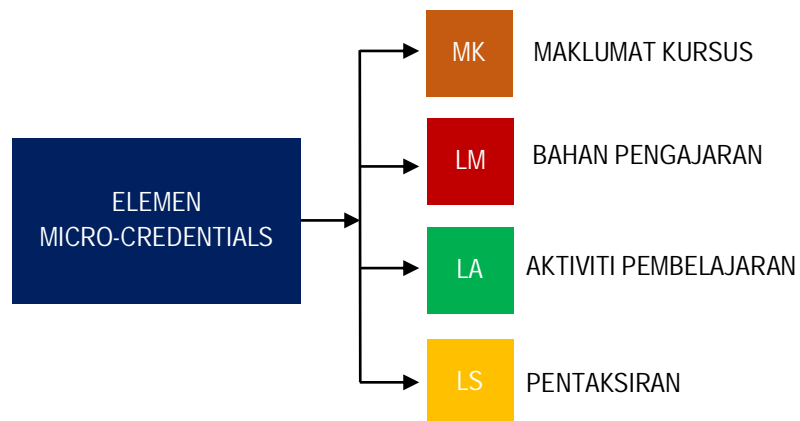 ELEMEN
MICRO-CREDENTIALS
MK MAKLUMAT KURSUS
LM BAHAN PENGAJARAN
LA AKTIVITI PEMBELAJARAN
LS PENTAKSIRAN